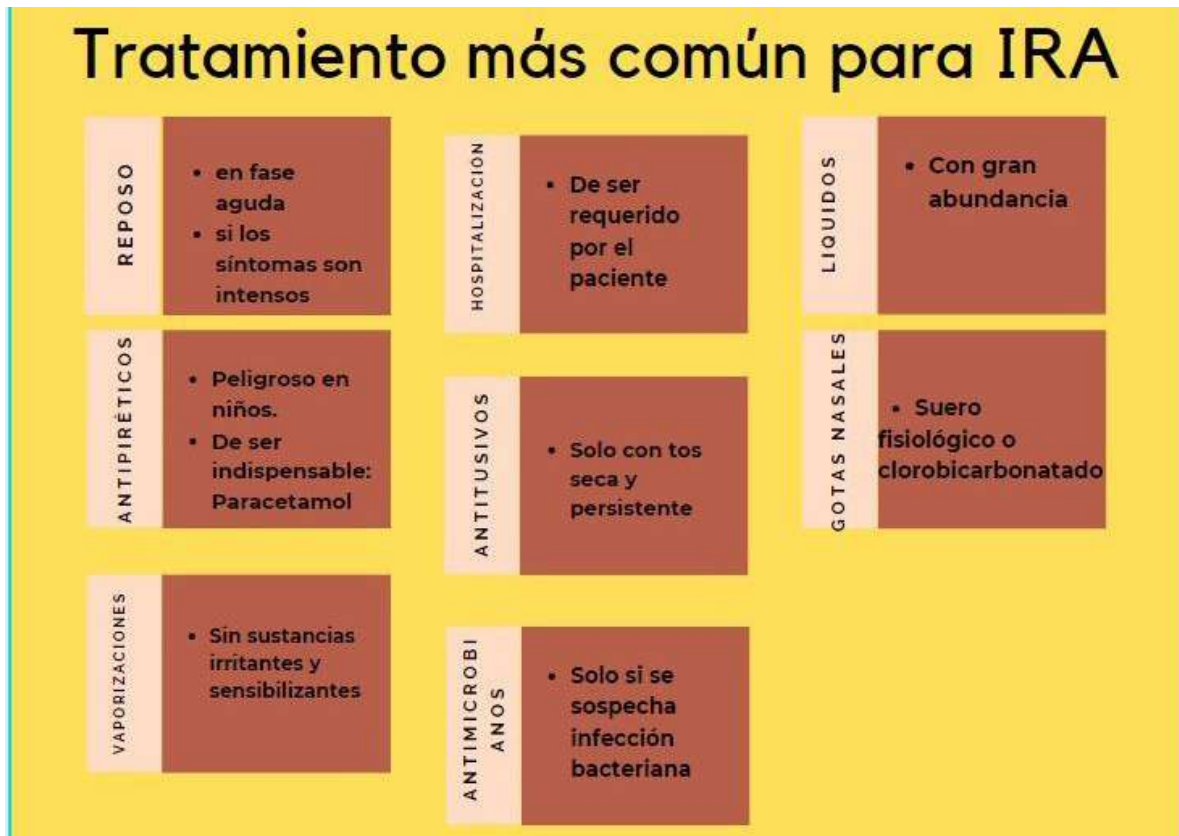 Tratamiento más común para IRA
REPOSO
• en fase
aguda
• si los
síntomas son
intensos
HOSPITALIZACIÓN
• De ser
requerido
por el
paciente
LIQUIDOS
• Con gran
abundancia
ANTIPIRÉTICOS
• Peligroso en
niños.
• De ser
indispensable:
Paracetamol
ANTITUSIVOS
• Solo con tos
seca y
persistente
GOTAS NASALES
• Suero
fisiológico o
clorobicarbonatado
VAPORIZACIONES
• Sin sustancias
irritantes y
sensibilizantes
ANTIMICROBI
ANOS
• Solo si se
sospecha
infección
bacteriana